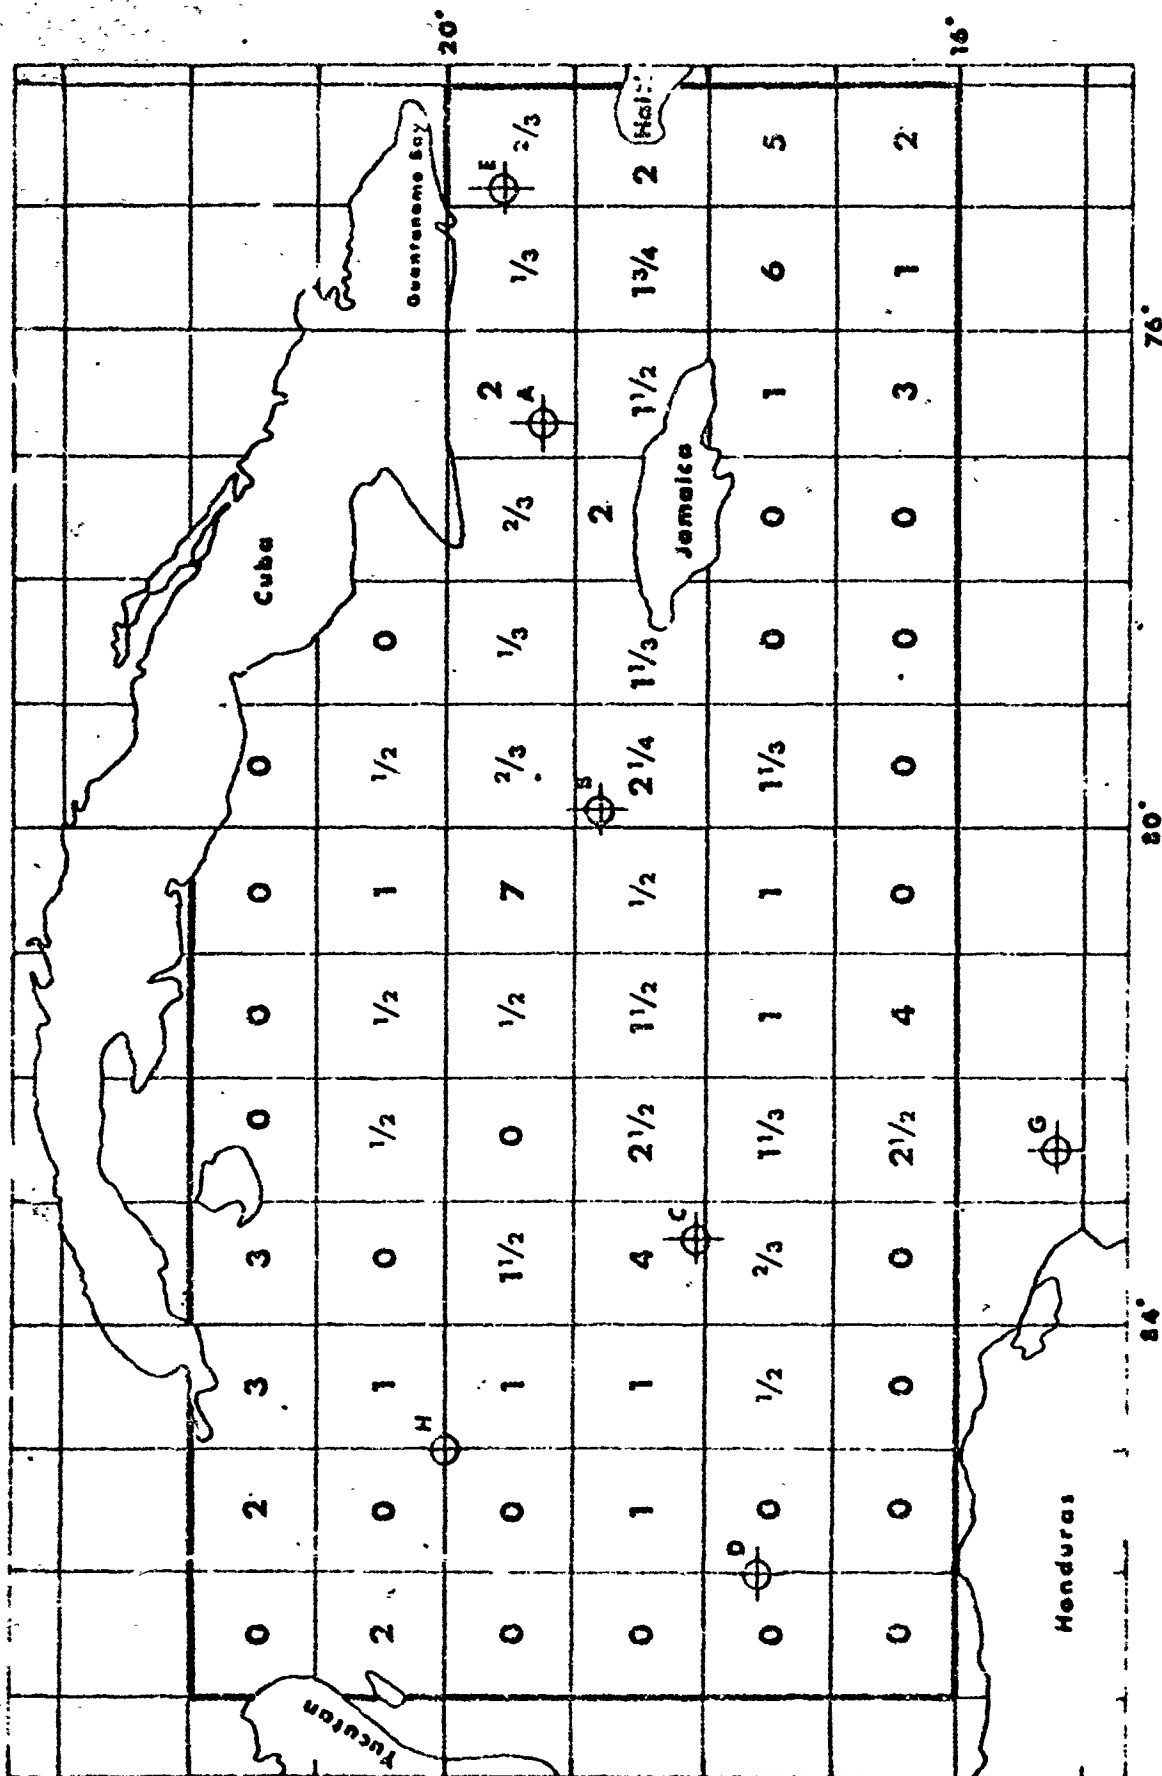 Cuba
0 2 3 3 0 0 0 0
Yucutan
2 0 1 0 1/2 1/2 1 1/2 0
Guantanamo Bay
20°
H
E
A
0 0 1 1 1/2 0 1/2 7 2/3 1/3 2/3 2 1/3 2/3
B
0 1 1 4 2 1/2 1 1/2 1/2 2 1/4 1 1/3 2 1 1/2 1 3/4 2
Jamaica
C
D
0 0 1/2 2/3 1 1/3 1 1 1 1/3 0 0 1 6 5
0 0 0 0 2 1/2 4 0 0 0 0 3 1 2
16°
G
Honduras
84° 80° 76°